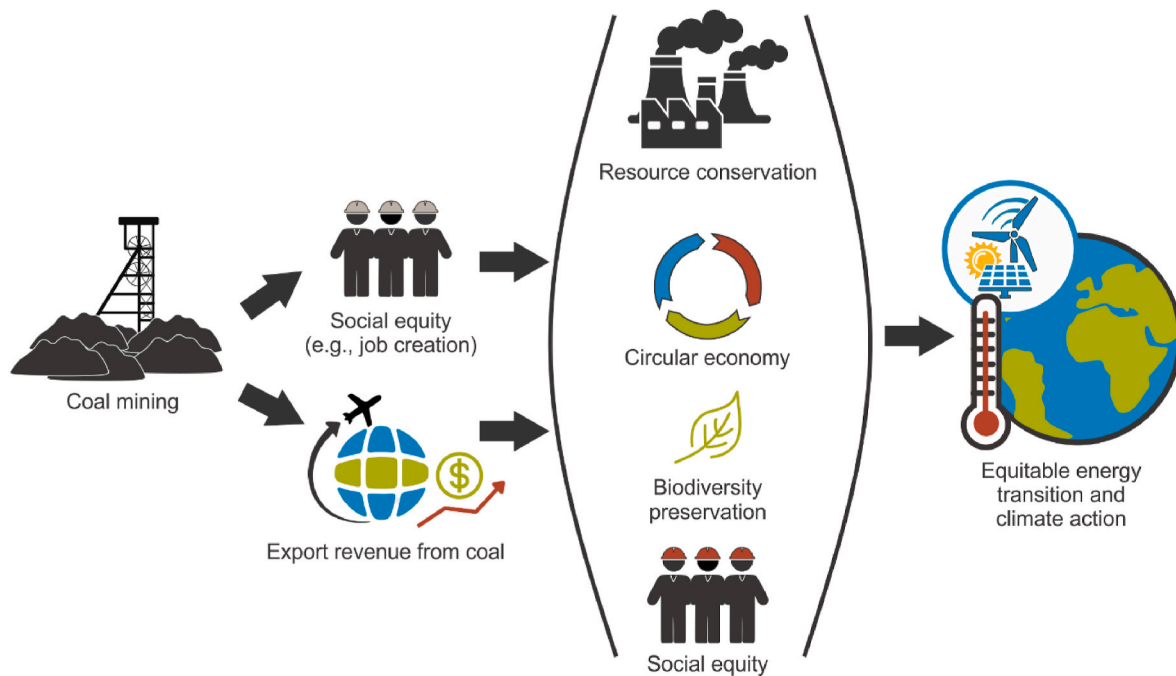 Coal mining
Social equity
(e.g., job creation)
$
Export revenue from coal
Resource conservation
Circular economy
Biodiversity
preservation
Social equity
Equitable energy
transition and
climate action